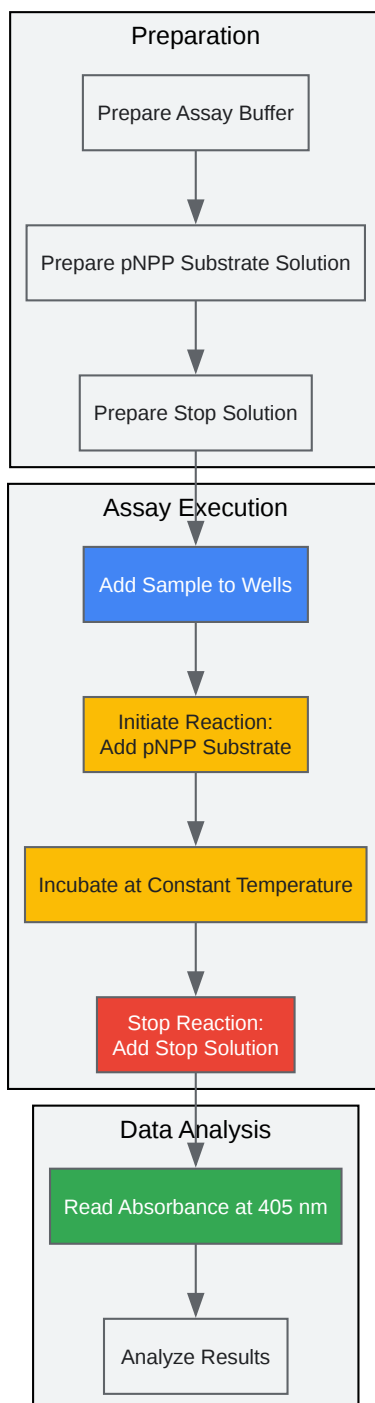 Preparation
Prepare Assay Buffer
Prepare pNPP Substrate Solution
Prepare Stop Solution
Assay Execution
Add Sample to Wells
Initiate Reaction:
Add pNPP Substrate
Incubate at Constant Temperature
Stop Reaction:
Add Stop Solution
Data Analysis
Read Absorbance at 405 nm
Analyze Results